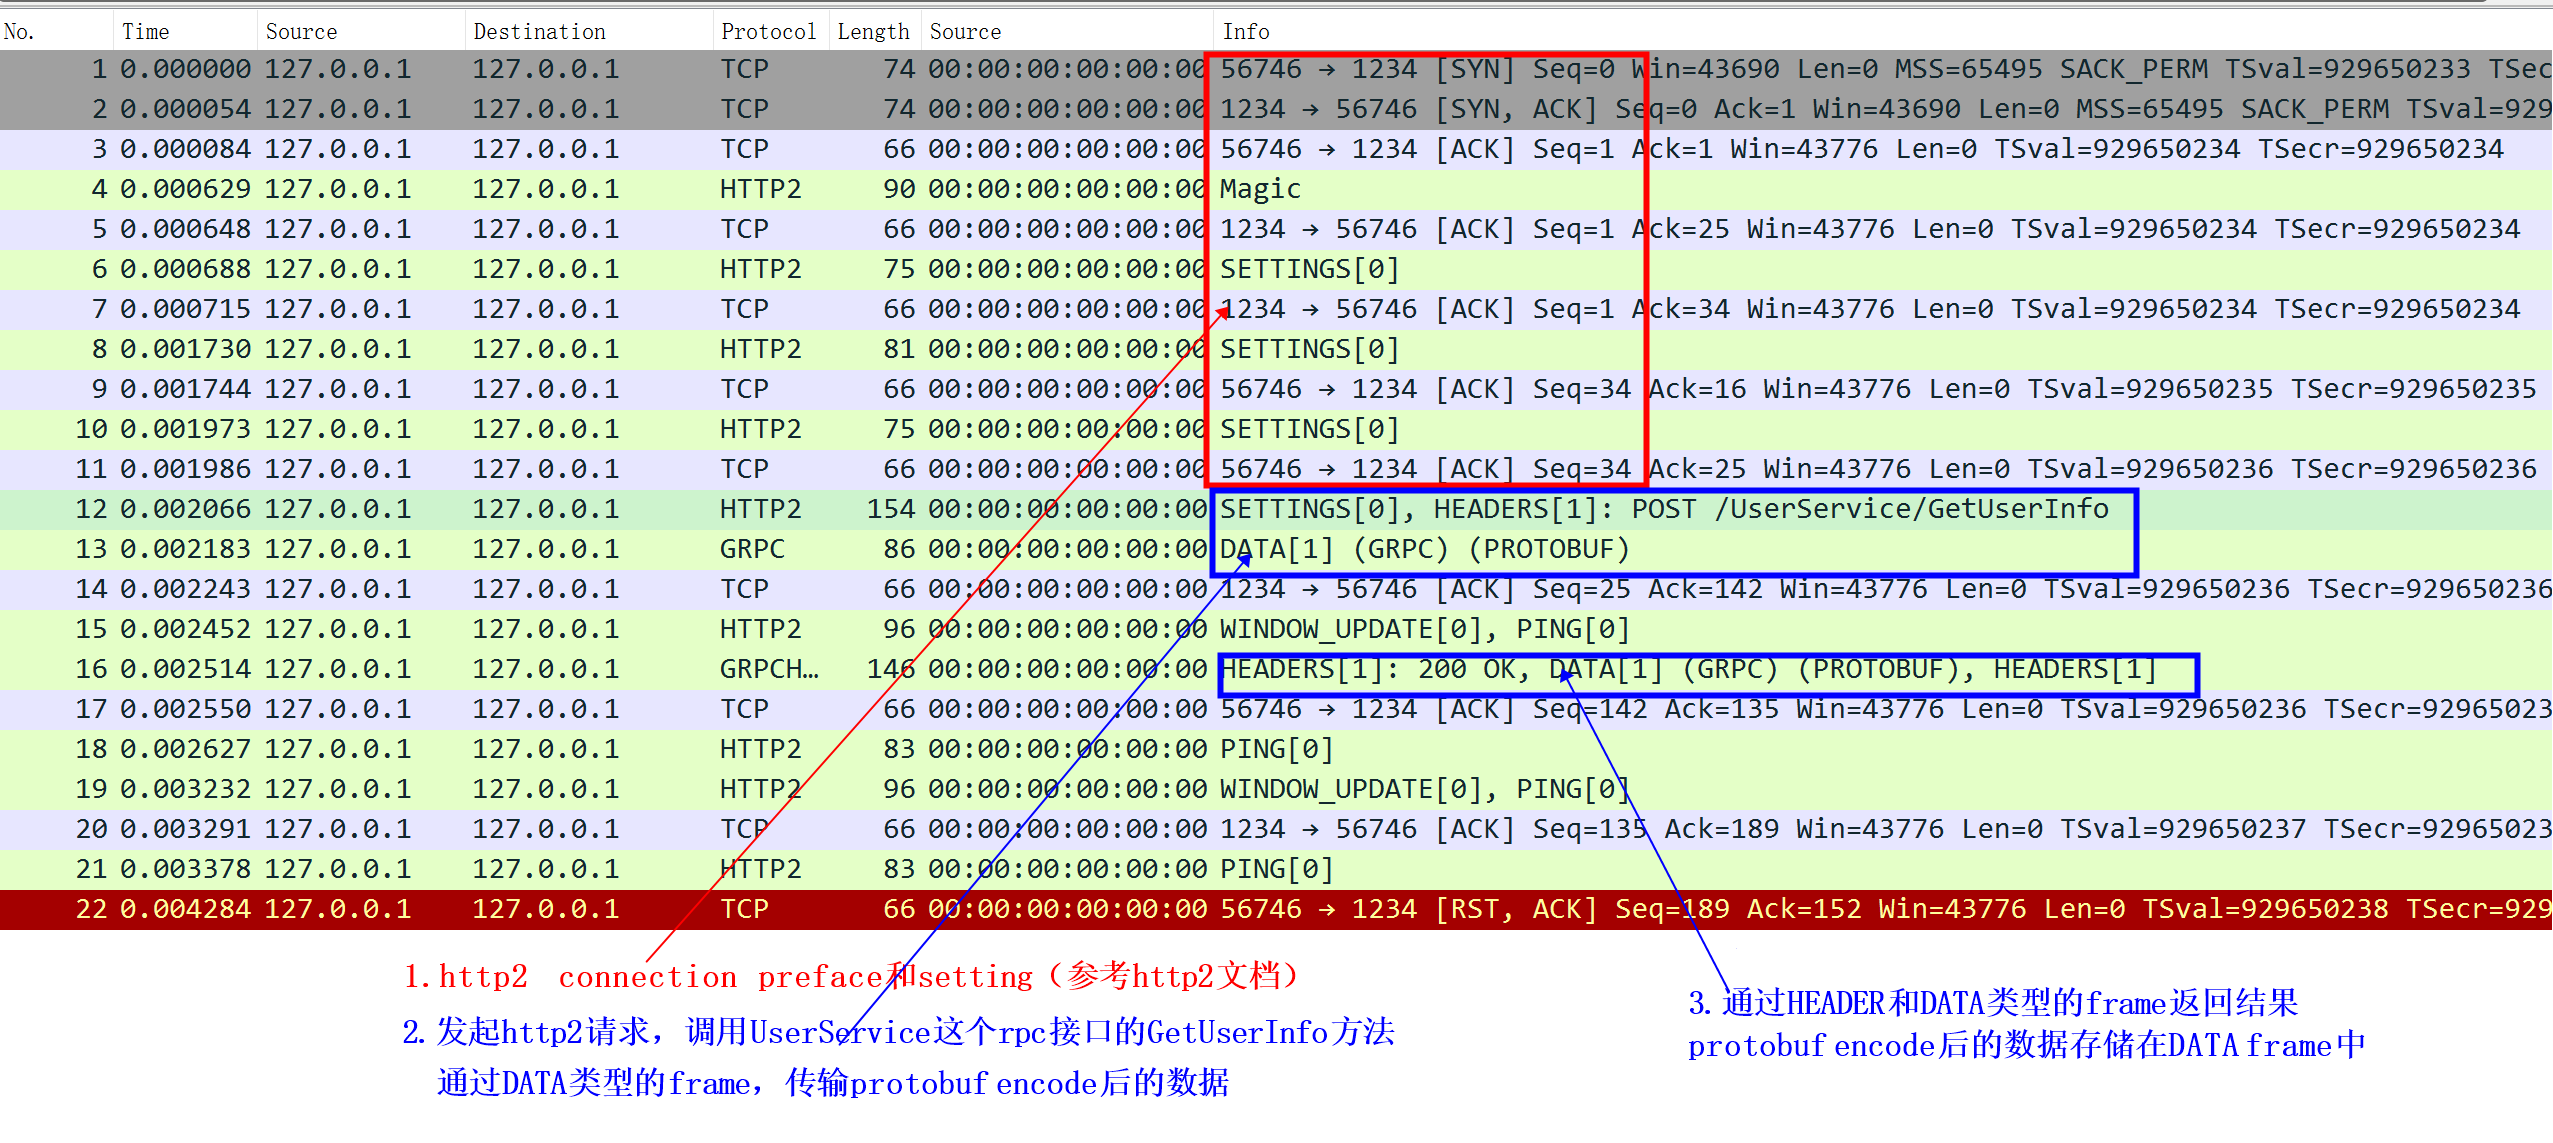 No. Time Source Destination Protocol Length Source Info
1 0.000000 127.0.0.1 127.0.0.1 TCP 74 00:00:00:00:00:00 56746 → 1234 [SYN] Seq=0 Win=43690 Len=0 MSS=65495 SACK_PERM TSval=929650233 TSec
2 0.000054 127.0.0.1 127.0.0.1 TCP 74 00:00:00:00:00:00 1234 → 56746 [SYN, ACK] Seq=0 Ack=1 Win=43690 Len=0 MSS=65495 SACK_PERM TSval=929
3 0.000084 127.0.0.1 127.0.0.1 TCP 66 00:00:00:00:00:00 56746 → 1234 [ACK] Seq=1 Ack=1 Win=43776 Len=0 TSval=929650234 TSecr=929650234
4 0.000629 127.0.0.1 127.0.0.1 HTTP2 90 00:00:00:00:00:00 Magic
5 0.000648 127.0.0.1 127.0.0.1 TCP 66 00:00:00:00:00:00 1234 → 56746 [ACK] Seq=1 Ack=25 Win=43776 Len=0 TSval=929650234 TSecr=929650234
6 0.000688 127.0.0.1 127.0.0.1 HTTP2 75 00:00:00:00:00:00 SETTINGS[0]
7 0.000715 127.0.0.1 127.0.0.1 TCP 66 00:00:00:00:00:00 1234 → 56746 [ACK] Seq=1 Ack=34 Win=43776 Len=0 TSval=929650234 TSecr=929650234
8 0.001730 127.0.0.1 127.0.0.1 HTTP2 81 00:00:00:00:00:00 SETTINGS[0]
9 0.001744 127.0.0.1 127.0.0.1 TCP 66 00:00:00:00:00:00 56746 → 1234 [ACK] Seq=34 Ack=16 Win=43776 Len=0 TSval=929650235 TSecr=929650235
10 0.001973 127.0.0.1 127.0.0.1 HTTP2 75 00:00:00:00:00:00 SETTINGS[0]
11 0.001986 127.0.0.1 127.0.0.1 TCP 66 00:00:00:00:00:00 56746 → 1234 [ACK] Seq=34 Ack=25 Win=43776 Len=0 TSval=929650236 TSecr=929650236
12 0.002066 127.0.0.1 127.0.0.1 HTTP2 154 00:00:00:00:00:00 SETTINGS[0], HEADERS[1]: POST /UserService/GetUserInfo
13 0.002183 127.0.0.1 127.0.0.1 GRPC 86 00:00:00:00:00:00 DATA[1] (GRPC) (PROTOBUF)
14 0.002243 127.0.0.1 127.0.0.1 TCP 66 00:00:00:00:00:00 1234 → 56746 [ACK] Seq=25 Ack=142 Win=43776 Len=0 TSval=929650236 TSecr=929650236
15 0.002452 127.0.0.1 127.0.0.1 HTTP2 96 00:00:00:00:00:00 WINDOW_UPDATE[0], PING[0]
16 0.002514 127.0.0.1 127.0.0.1 GRPCH… 146 00:00:00:00:00:00 HEADERS[1]: 200 OK, DATA[1] (GRPC) (PROTOBUF), HEADERS[1]
17 0.002550 127.0.0.1 127.0.0.1 TCP 66 00:00:00:00:00:00 56746 → 1234 [ACK] Seq=142 Ack=135 Win=43776 Len=0 TSval=929650236 TSecr=92965023
18 0.002627 127.0.0.1 127.0.0.1 HTTP2 83 00:00:00:00:00:00 PING[0]
19 0.003232 127.0.0.1 127.0.0.1 HTTP2 96 00:00:00:00:00:00 WINDOW_UPDATE[0], PING[0]
20 0.003291 127.0.0.1 127.0.0.1 TCP 66 00:00:00:00:00:00 1234 → 56746 [ACK] Seq=135 Ack=189 Win=43776 Len=0 TSval=929650237 TSecr=92965023
21 0.003378 127.0.0.1 127.0.0.1 HTTP2 83 00:00:00:00:00:00 PING[0]
22 0.004284 127.0.0.1 127.0.0.1 TCP 66 00:00:00:00:00:00 56746 → 1234 [RST, ACK] Seq=189 Ack=152 Win=43776 Len=0 TSval=929650238 TSecr=929
1.http2 connection preface和setting（参考http2文档）
2.发起http2请求，调用UserService这个rpc接口的GetUserInfo方法
通过DATA类型的frame，传输protobuf encode后的数据
3.通过HEADER和DATA类型的frame返回结果
protobuf encode后的数据存储在DATA frame中